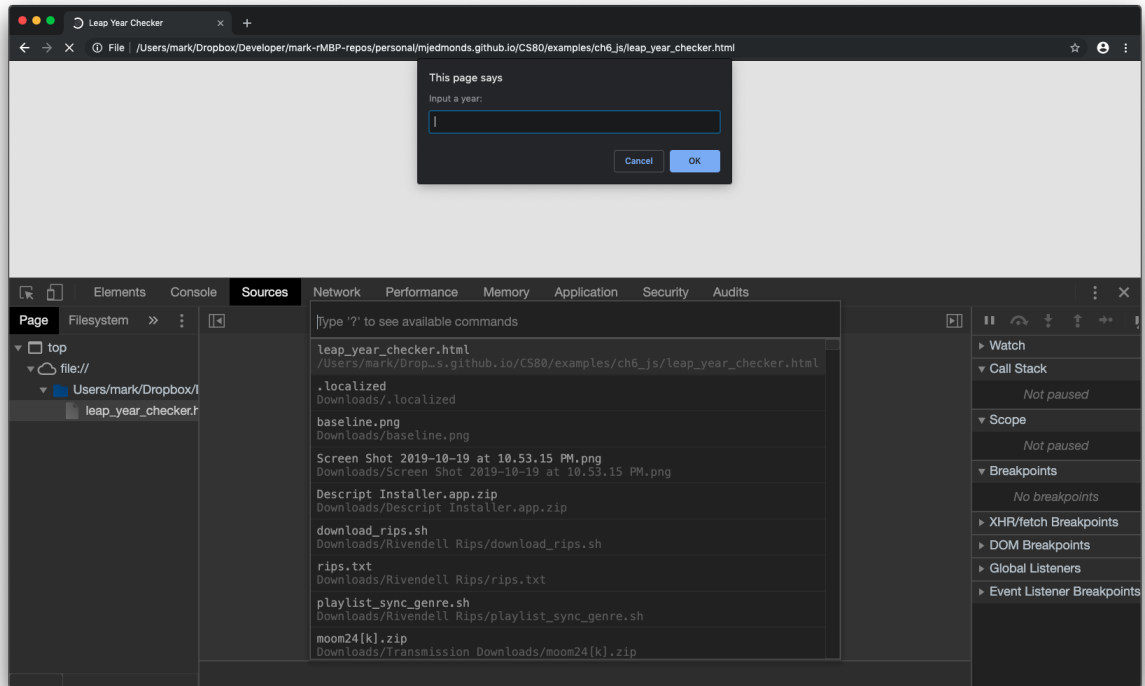 Leap Year Checker
File | /Users/mark/Dropbox/Developer/mark-rMBP-repos/personal/mjedmonds.github.io/CS80/examples/ch6_js/leap_year_checker.html
This page says
Input a year:
Cancel OK
Elements Console Sources Network Performance Memory Application Security Audits
Page Filesystem »
Type '?' to see available commands
top
file://
Users/mark/Dropbox/
leap_year_checker.h
leap_year_checker.html
/Users/mark/Drop…s.github.io/CS80/examples/ch6_js/leap_year_checker.html
.localized
Downloads/.localized
baseline.png
Downloads/baseline.png
Screen Shot 2019-10-19 at 10.53.15 PM.png
Downloads/Screen Shot 2019-10-19 at 10.53.15 PM.png
Descript Installer.app.zip
Downloads/Descript Installer.app.zip
download_rips.sh
Downloads/Rivendell Rips/download_rips.sh
rips.txt
Downloads/Rivendell Rips/rips.txt
playlist_sync_genre.sh
Downloads/Rivendell Rips/playlist_sync_genre.sh
moom24[k].zip
Downloads/Transmission Downloads/moom24[k].zip
Watch
Call Stack
Not paused
Scope
Not paused
Breakpoints
No breakpoints
XHR/fetch Breakpoints
DOM Breakpoints
Global Listeners
Event Listener Breakpoints